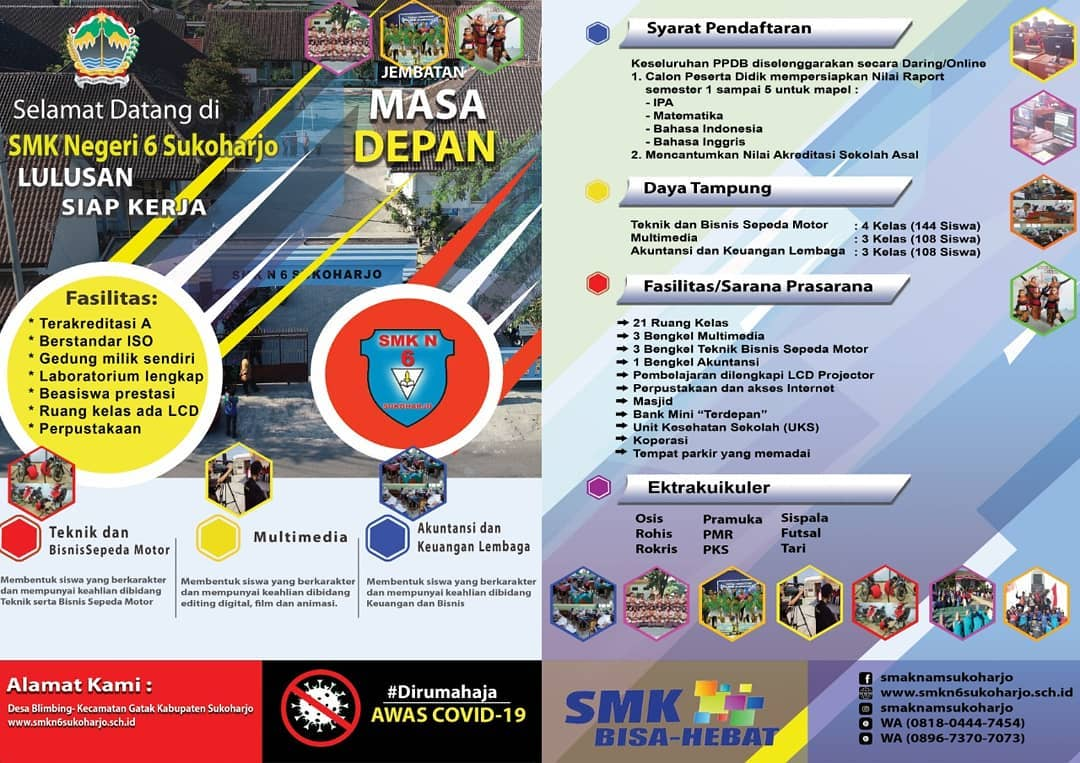 Selamat Datang di
SMK Negeri 6 Sukoharjo
LULUSAN
SIAP KERJA
JEMBATAN
MASA
DEPAN
SMK N 6 SUKOHARJO
Fasilitas:
* Terakreditasi A
* Berstandar ISO
* Gedung milik sendiri
* Laboratorium lengkap
* Beasiswa prestasi
* Ruang kelas ada LCD
* Perpustakaan
SMK N
6
SUKOHARJO
Teknik dan
BisnisSepeda Motor
Membentuk siswa yang berkarakter
dan mempunyai keahlian dibidang
Teknik serta Bisnis Sepeda Motor
Multimedia
Membentuk siswa yang berkarakter
dan mempunyai keahlian dibidang
editing digital, film dan animasi.
Akuntansi dan
Keuangan Lembaga
Membentuk siswa yang berkarakter
dan mempunyai keahlian dibidang
Keuangan dan Bisnis
Alamat Kami :
Desa Blimbing- Kecamatan Gatak Kabupaten Sukoharjo
www.smkn6sukoharjo.sch.id
#Dirumahaja
AWAS COVID-19
Syarat Pendaftaran
Keseluruhan PPDB diselenggarakan secara Daring/Online
1. Calon Peserta Didik mempersiapkan Nilai Raport
semester 1 sampai 5 untuk mapel :
- IPA
- Matematika
- Bahasa Indonesia
- Bahasa Inggris
2. Mencantumkan Nilai Akreditasi Sekolah Asal
Daya Tampung
Teknik dan Bisnis Sepeda Motor : 4 Kelas (144 Siswa)
Multimedia : 3 Kelas (108 Siswa)
Akuntansi dan Keuangan Lembaga : 3 Kelas (108 Siswa)
Fasilitas/Sarana Prasarana
➔ 21 Ruang Kelas
➔ 3 Bengkel Multimedia
➔ 3 Bengkel Teknik Bisnis Sepeda Motor
➔ 1 Bengkel Akuntansi
➔ Pembelajaran dilengkapi LCD Projector
➔ Perpustakaan dan akses Internet
➔ Masjid
➔ Bank Mini “Terdepan”
➔ Unit Kesehatan Sekolah (UKS)
➔ Koperasi
➔ Tempat parkir yang memadai
Ektrakuikuler
Osis Pramuka Sispala
Rohis PMR Futsal
Rokris PKS Tari
SMK
BISA-HEBAT
smaknamsukoharjo
www.smkn6sukoharjo.sch.id
smaknamsukoharjo
WA (0818-0444-7454)
WA (0896-7370-7073)